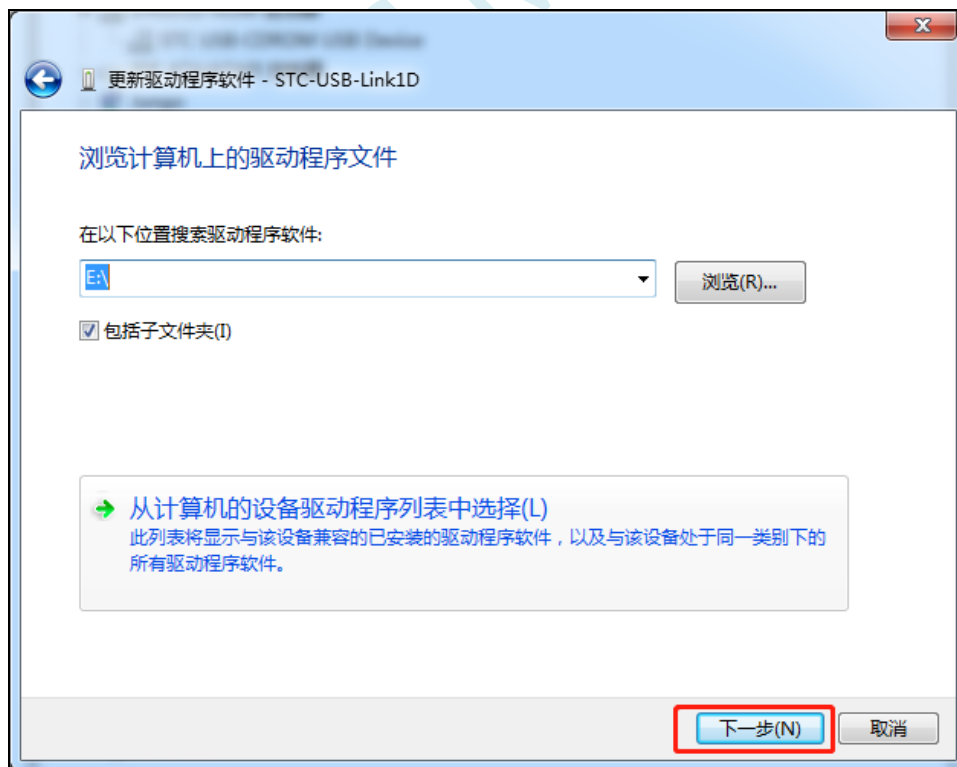 STC USB-CDROM USB Device
更新驱动程序软件 - STC-USB-Link1D
浏览计算机上的驱动程序文件
在以下位置搜索驱动程序软件:
E:\
浏览(R)...
包括子文件夹(I)
从计算机的设备驱动程序列表中选择(L)
此列表将显示与该设备兼容的已安装的驱动程序软件，以及与该设备处于同一类别下的
所有驱动程序软件。
下一步(N)
取消